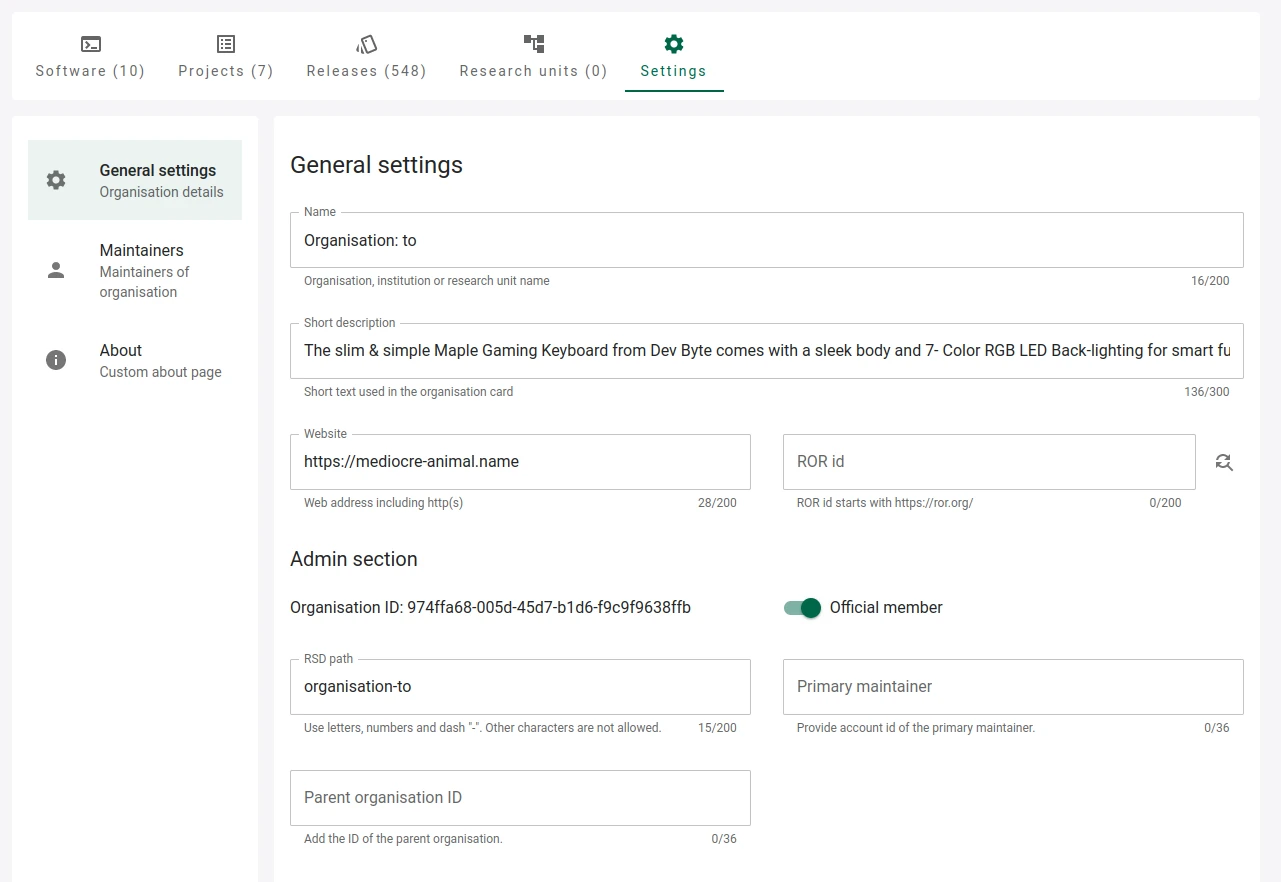 Software (10)
Projects (7)
Releases (548)
Research units (0)
Settings
General settings
Organisation details
Maintainers
Maintainers of
organisation
About
Custom about page
General settings
Name
Organisation: to
Organisation, institution or research unit name
16/200
Short description
The slim & simple Maple Gaming Keyboard from Dev Byte comes with a sleek body and 7- Color RGB LED Back-lighting for smart fu
Short text used in the organisation card
136/300
Website
https://mediocre-animal.name
Web address including http(s)
28/200
ROR id
ROR id starts with https://ror.org/
0/200
Admin section
Organisation ID: 974ffa68-005d-45d7-b1d6-f9c9f9638ffb
Official member
RSD path
organisation-to
Use letters, numbers and dash "-". Other characters are not allowed.
15/200
Primary maintainer
Provide account id of the primary maintainer.
0/36
Parent organisation ID
Add the ID of the parent organisation.
0/36